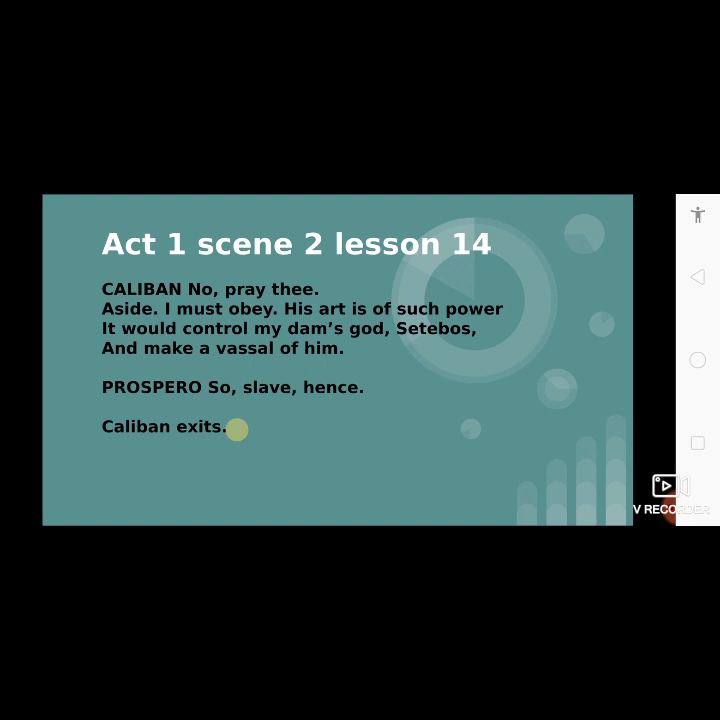 Act 1 scene 2 lesson 14
CALIBAN No, pray thee.
Aside. I must obey. His art is of such power
It would control my dam’s god, Setebos,
And make a vassal of him.
PROSPERO So, slave, hence.
Caliban exits.
V RECORDER